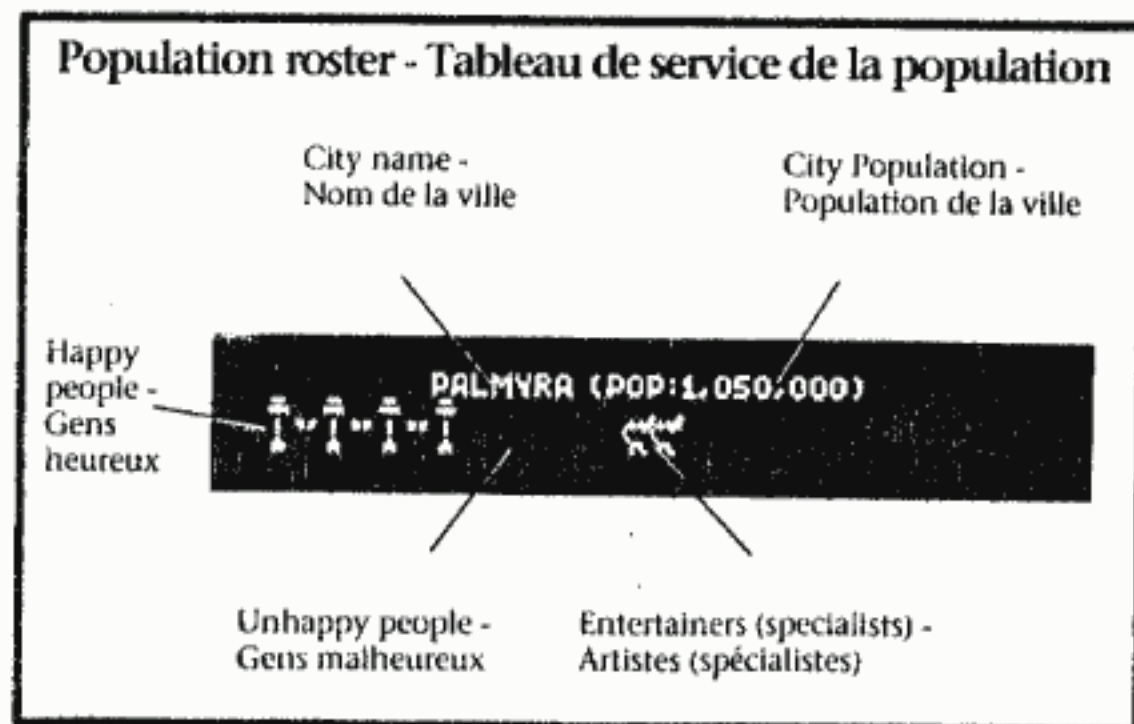 Population roster - Tableau de service de la population
City name -
Nom de la ville
City Population -
Population de la ville
Happy
people -
Gens
heureux
PALMYRA (POP:1,050,000)
Unhappy people -
Gens malheureux
Entertainers (specialists) -
Artistes (spécialistes)